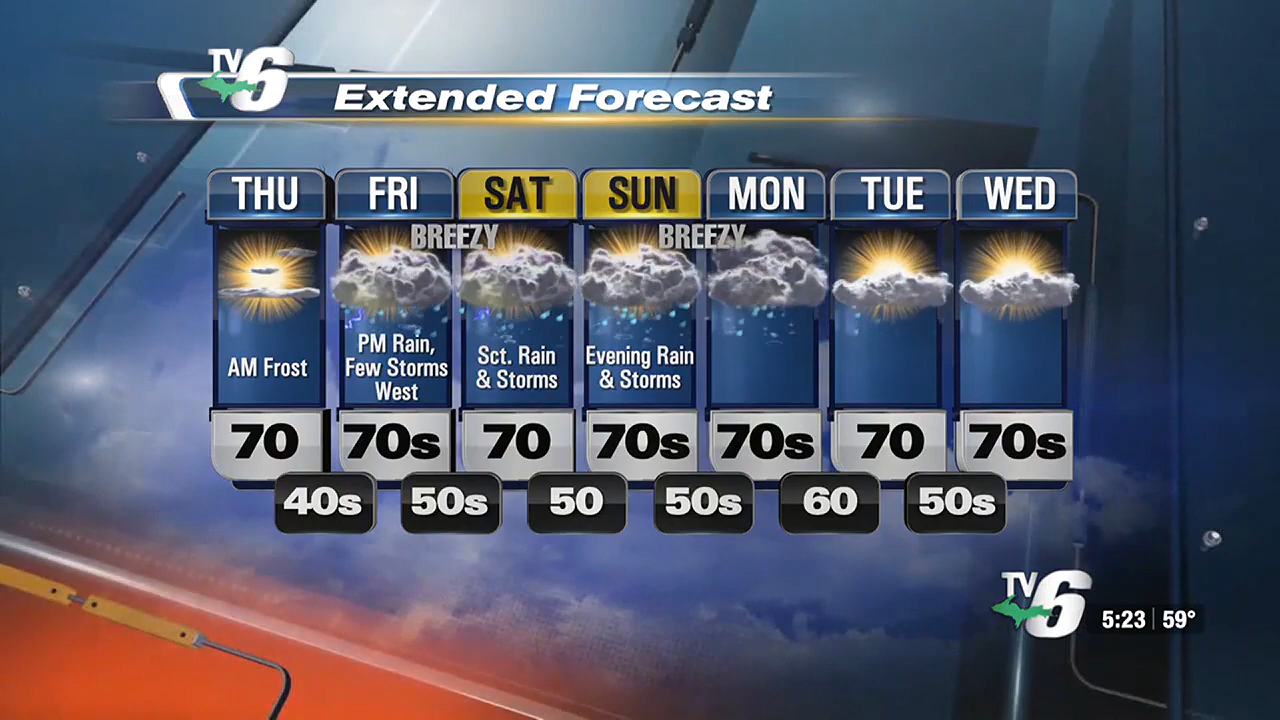 TV6
Extended Forecast
THU FRI SAT SUN MON TUE WED
BREEZY BREEZY
AM Frost
PM Rain,
Few Storms
West
Sct. Rain
& Storms
Evening Rain
& Storms
70 70s 70 70s 70s 70 70s
40s 50s 50 50s 60 50s
TV6
5:23 59°